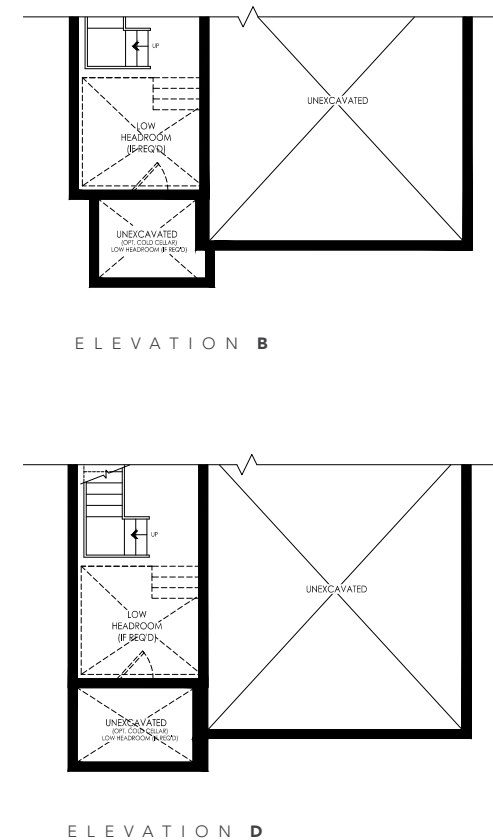 UP
UNEXCAVATED
LOW
HEADROOM
(IF REQ'D)
UNEXCAVATED
(OPT. COLD CELLAR)
LOW HEADROOM (IF REQ'D)
ELEVATION B
UP
UNEXCAVATED
LOW
HEADROOM
(IF REQ'D)
UNEXCAVATED
(OPT. COLD CELLAR)
LOW HEADROOM (IF REQ'D)
ELEVATION D